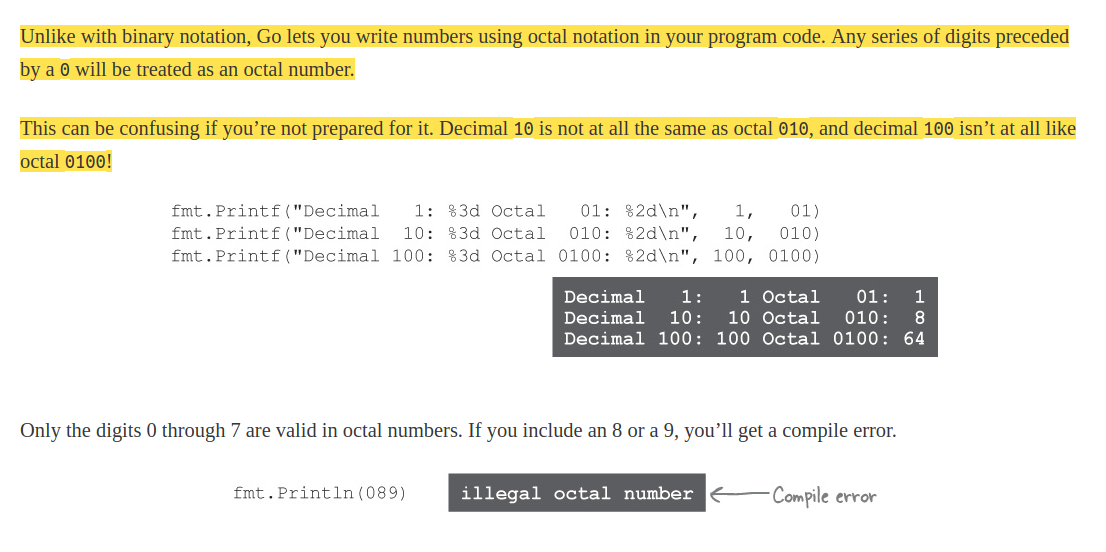 Unlike with binary notation, Go lets you write numbers using octal notation in your program code. Any series of digits preceded
by a 0 will be treated as an octal number.
This can be confusing if you’re not prepared for it. Decimal 10 is not at all the same as octal 010, and decimal 100 isn’t at all like
octal 0100!
fmt.Printf("Decimal   1: %3d Octal   01: %2d\n",   1,   01)
fmt.Printf("Decimal  10: %3d Octal  010: %2d\n",  10,  010)
fmt.Printf("Decimal 100: %3d Octal 0100: %2d\n", 100, 0100)
Decimal   1:   1 Octal   01:  1
Decimal  10:  10 Octal  010:  8
Decimal 100: 100 Octal 0100: 64
Only the digits 0 through 7 are valid in octal numbers. If you include an 8 or a 9, you’ll get a compile error.
fmt.Println(089) illegal octal number Compile error